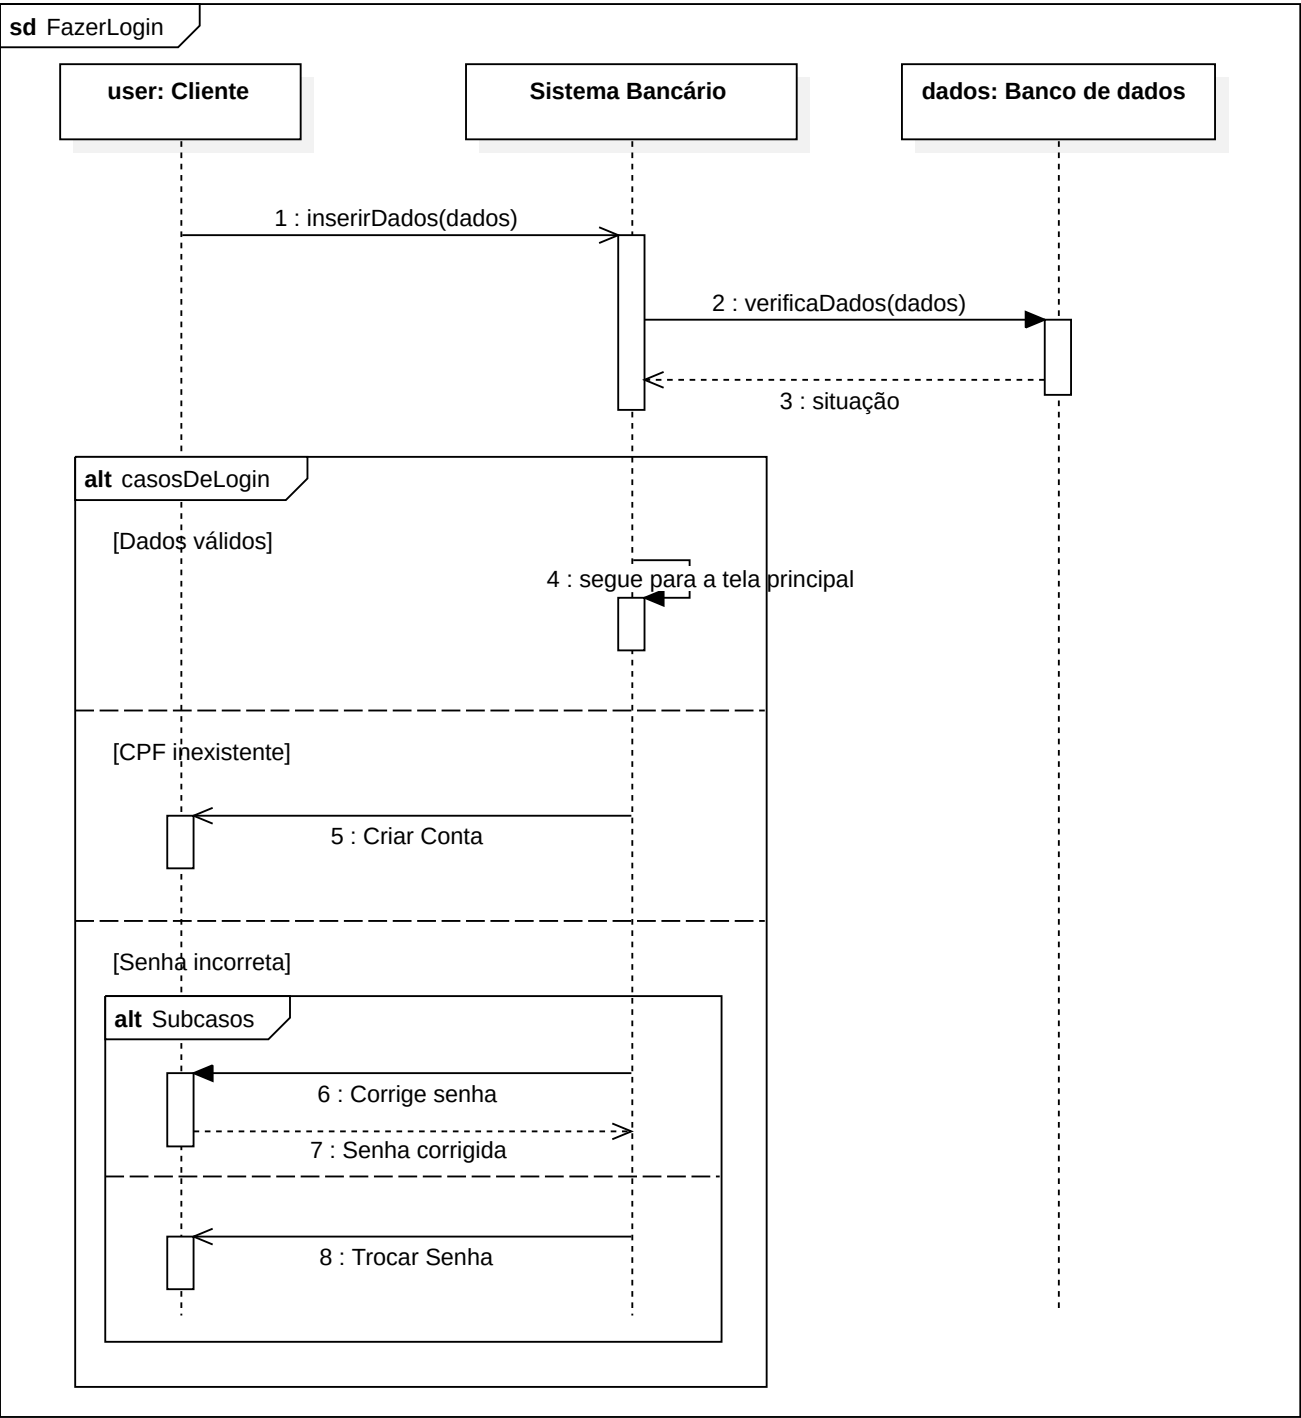 sd FazerLogin
user: Cliente
Sistema Bancário
dados: Banco de dados
1 : inserirDados(dados)
2 : verificaDados(dados)
3 : situação
alt casosDeLogin
[Dados válidos]
4 : segue para a tela principal
[CPF inexistente]
5 : Criar Conta
[Senha incorreta]
alt Subcasos
6 : Corrige senha
7 : Senha corrigida
8 : Trocar Senha